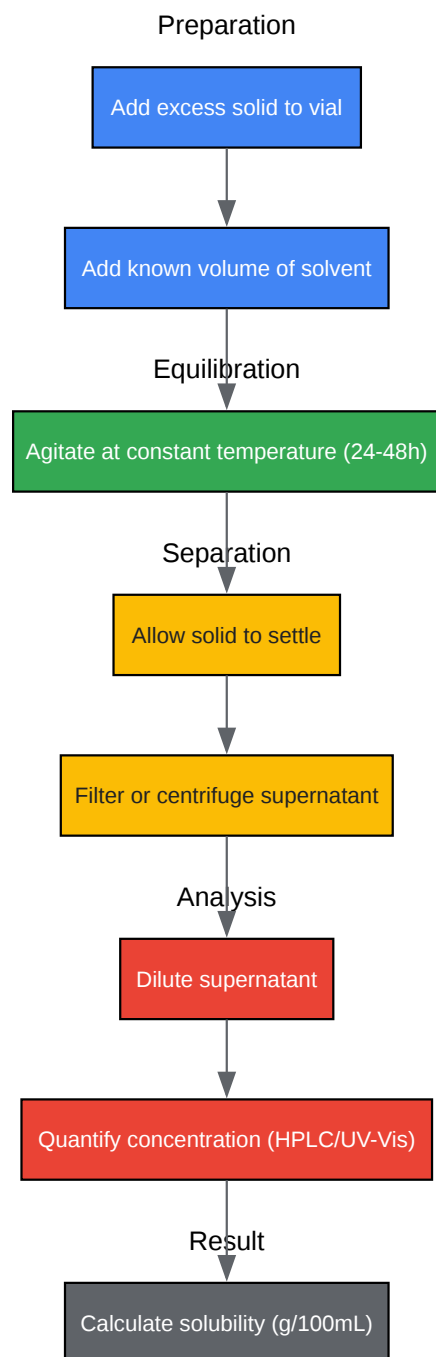 Preparation
Add excess solid to vial
Add known volume of solvent
Equilibration
Agitate at constant temperature (24-48h)
Separation
Allow solid to settle
Filter or centrifuge supernatant
Analysis
Dilute supernatant
Quantify concentration (HPLC/UV-Vis)
Result
Calculate solubility (g/100mL)